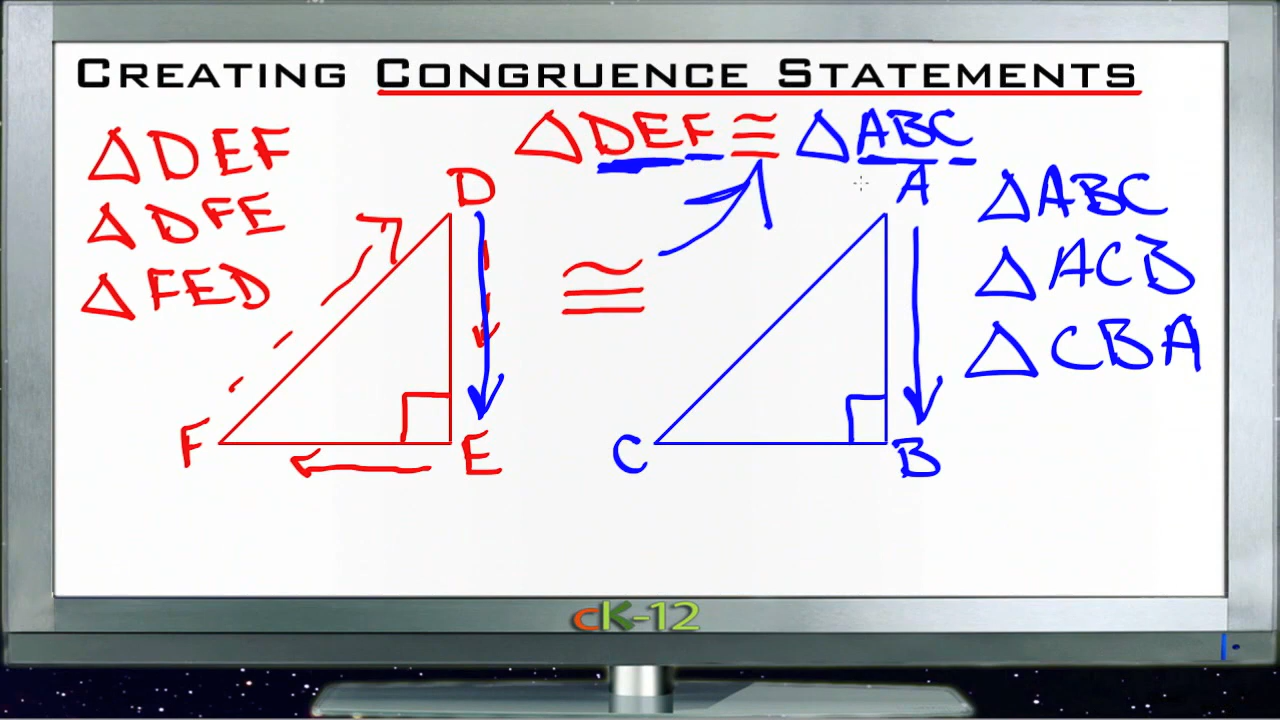 CREATING CONGRUENCE STATEMENTS
△DEF ≅ △ABC
△DEF
△DFE
△FED
D
F
E
≅
A
C
B
△ABC
△ACB
△CBA
cK-12